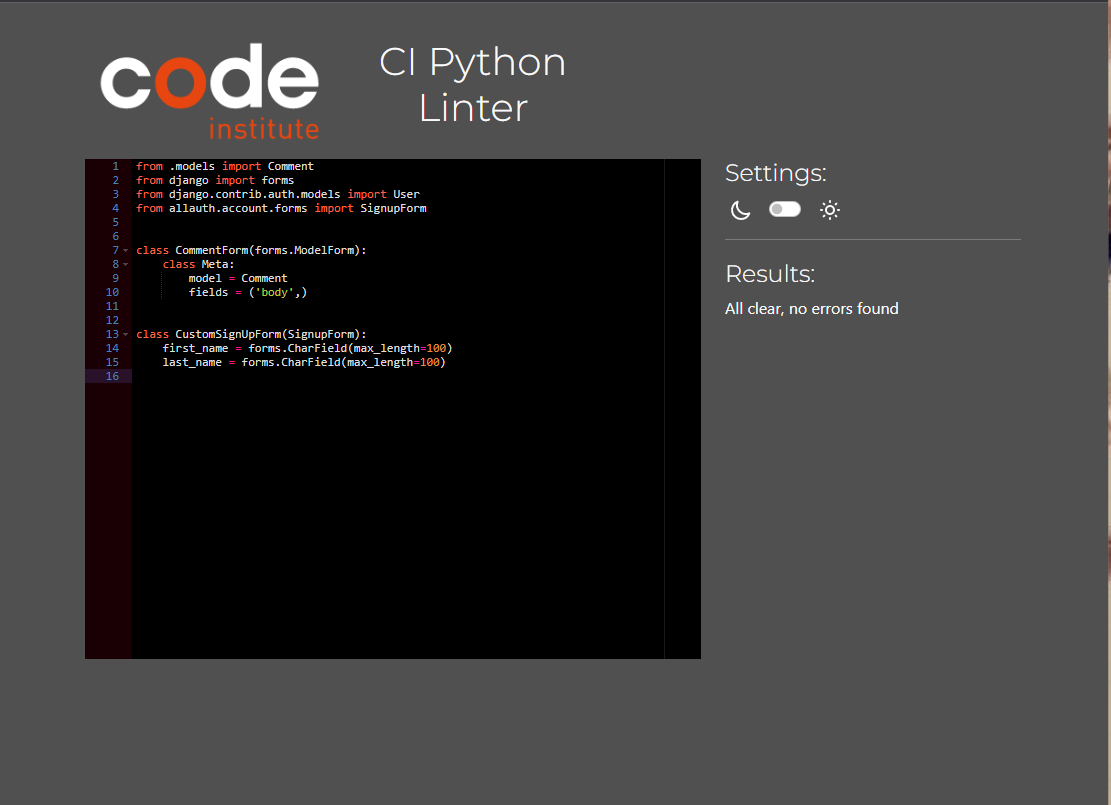 code
institute
CI Python
Linter
1 from .models import Comment
2 from django import forms
3 from django.contrib.auth.models import User
4 from allauth.account.forms import SignupForm
5
6
7 class CommentForm(forms.ModelForm):
8     class Meta:
9         model = Comment
10         fields = ('body',)
11
12
13 class CustomSignUpForm(SignupForm):
14     first_name = forms.CharField(max_length=100)
15     last_name = forms.CharField(max_length=100)
16
Settings:
Results:
All clear, no errors found